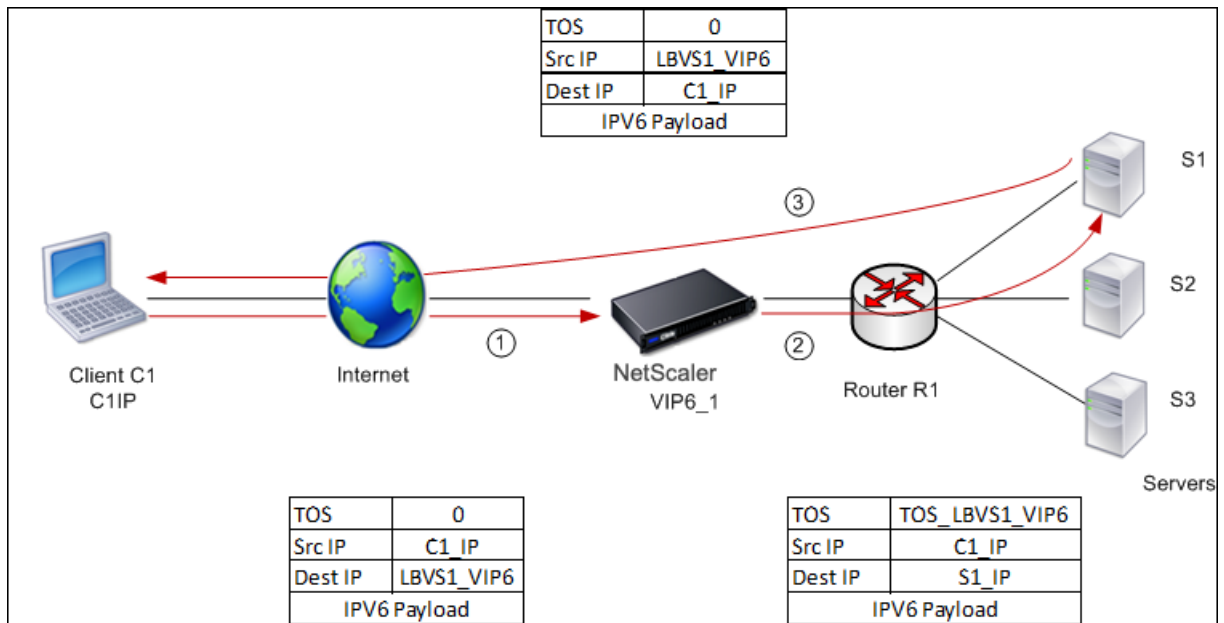 TOS 0
Src IP LBVS1_VIP6
Dest IP C1_IP
IPV6 Payload
S1
③
S2
①
②
Client C1
C1IP
Internet
NetScaler
VIP6_1
Router R1
S3
Servers
TOS 0
Src IP C1_IP
Dest IP LBVS1_VIP6
IPV6 Payload
TOS TOS_LBVS1_VIP6
Src IP C1_IP
Dest IP S1_IP
IPV6 Payload